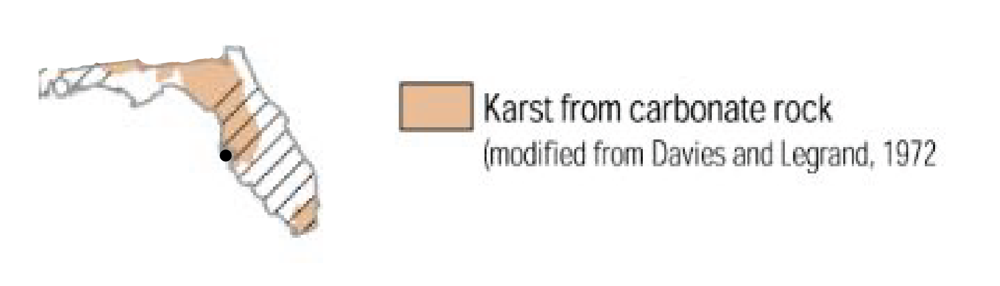 Karst from carbonate rock
(modified from Davies and Legrand, 1972